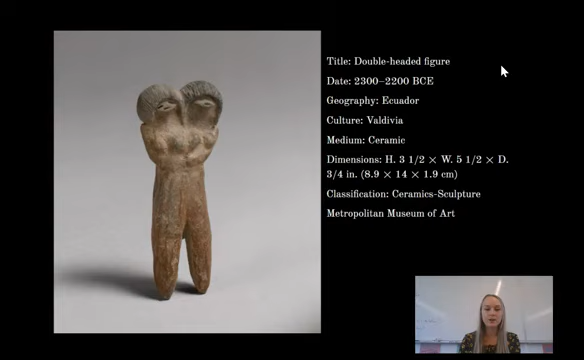 Title: Double-headed figure
Date: 2300–2200 BCE
Geography: Ecuador
Culture: Valdivia
Medium: Ceramic
Dimensions: H. 3 1/2 × W. 5 1/2 × D.
3/4 in. (8.9 × 14 × 1.9 cm)
Classification: Ceramics-Sculpture
Metropolitan Museum of Art